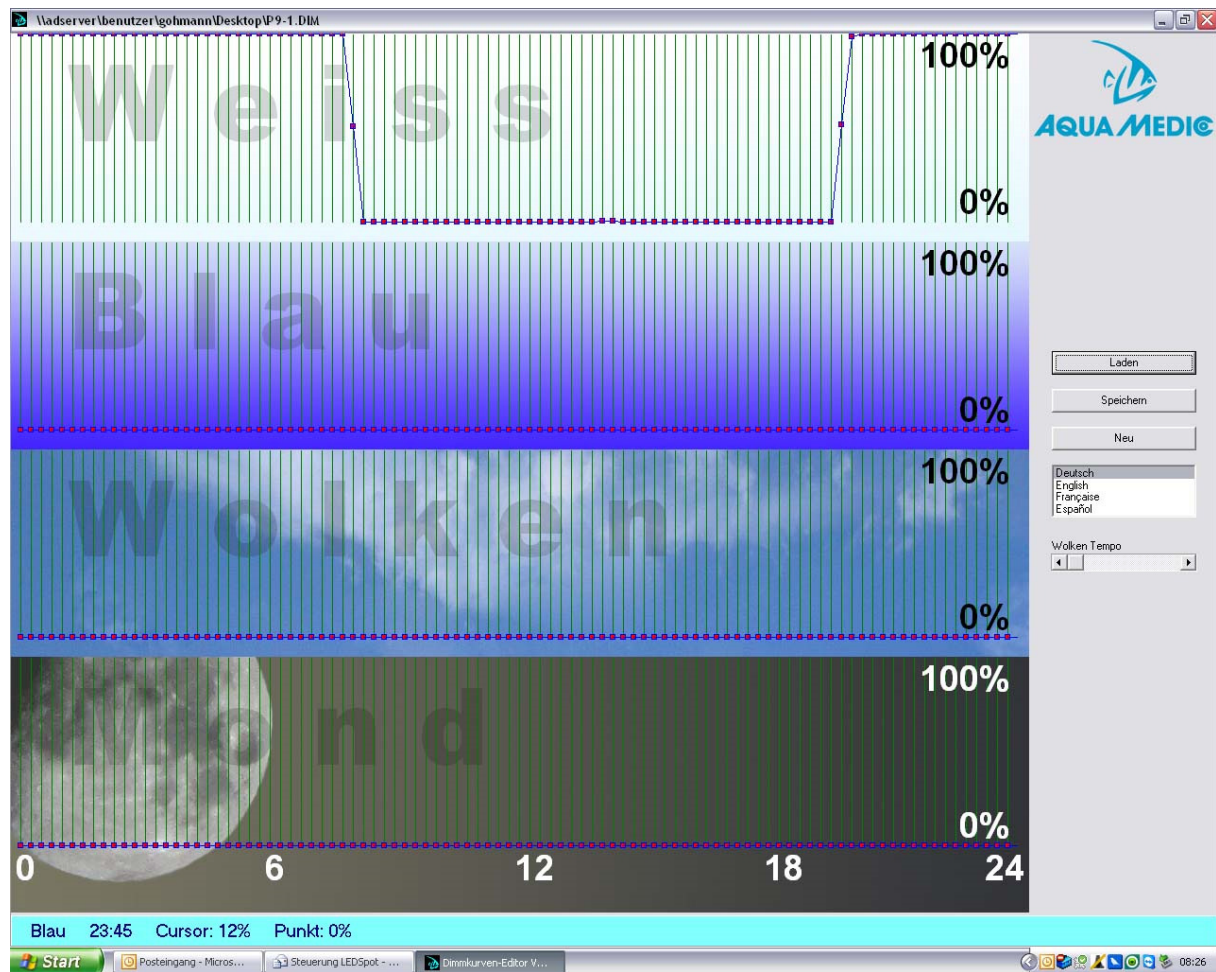 \\adserver\benutzer\gohmann\Desktop\P9-1.DIM
100%
Weiss
0%
AQUA MEDIC
100%
Blau
0%
Laden
Speichern
Neu
100%
Wolken
0%
Deutsch
English
Française
Español
Wolken Tempo
100%
Mond
0%
0 6 12 18 24
Blau 23:45 Cursor: 12% Punkt: 0%
Start Posteingang - Micros... Steuerung LEDSpot - ... Dimmkurven-Editor V... 08:26